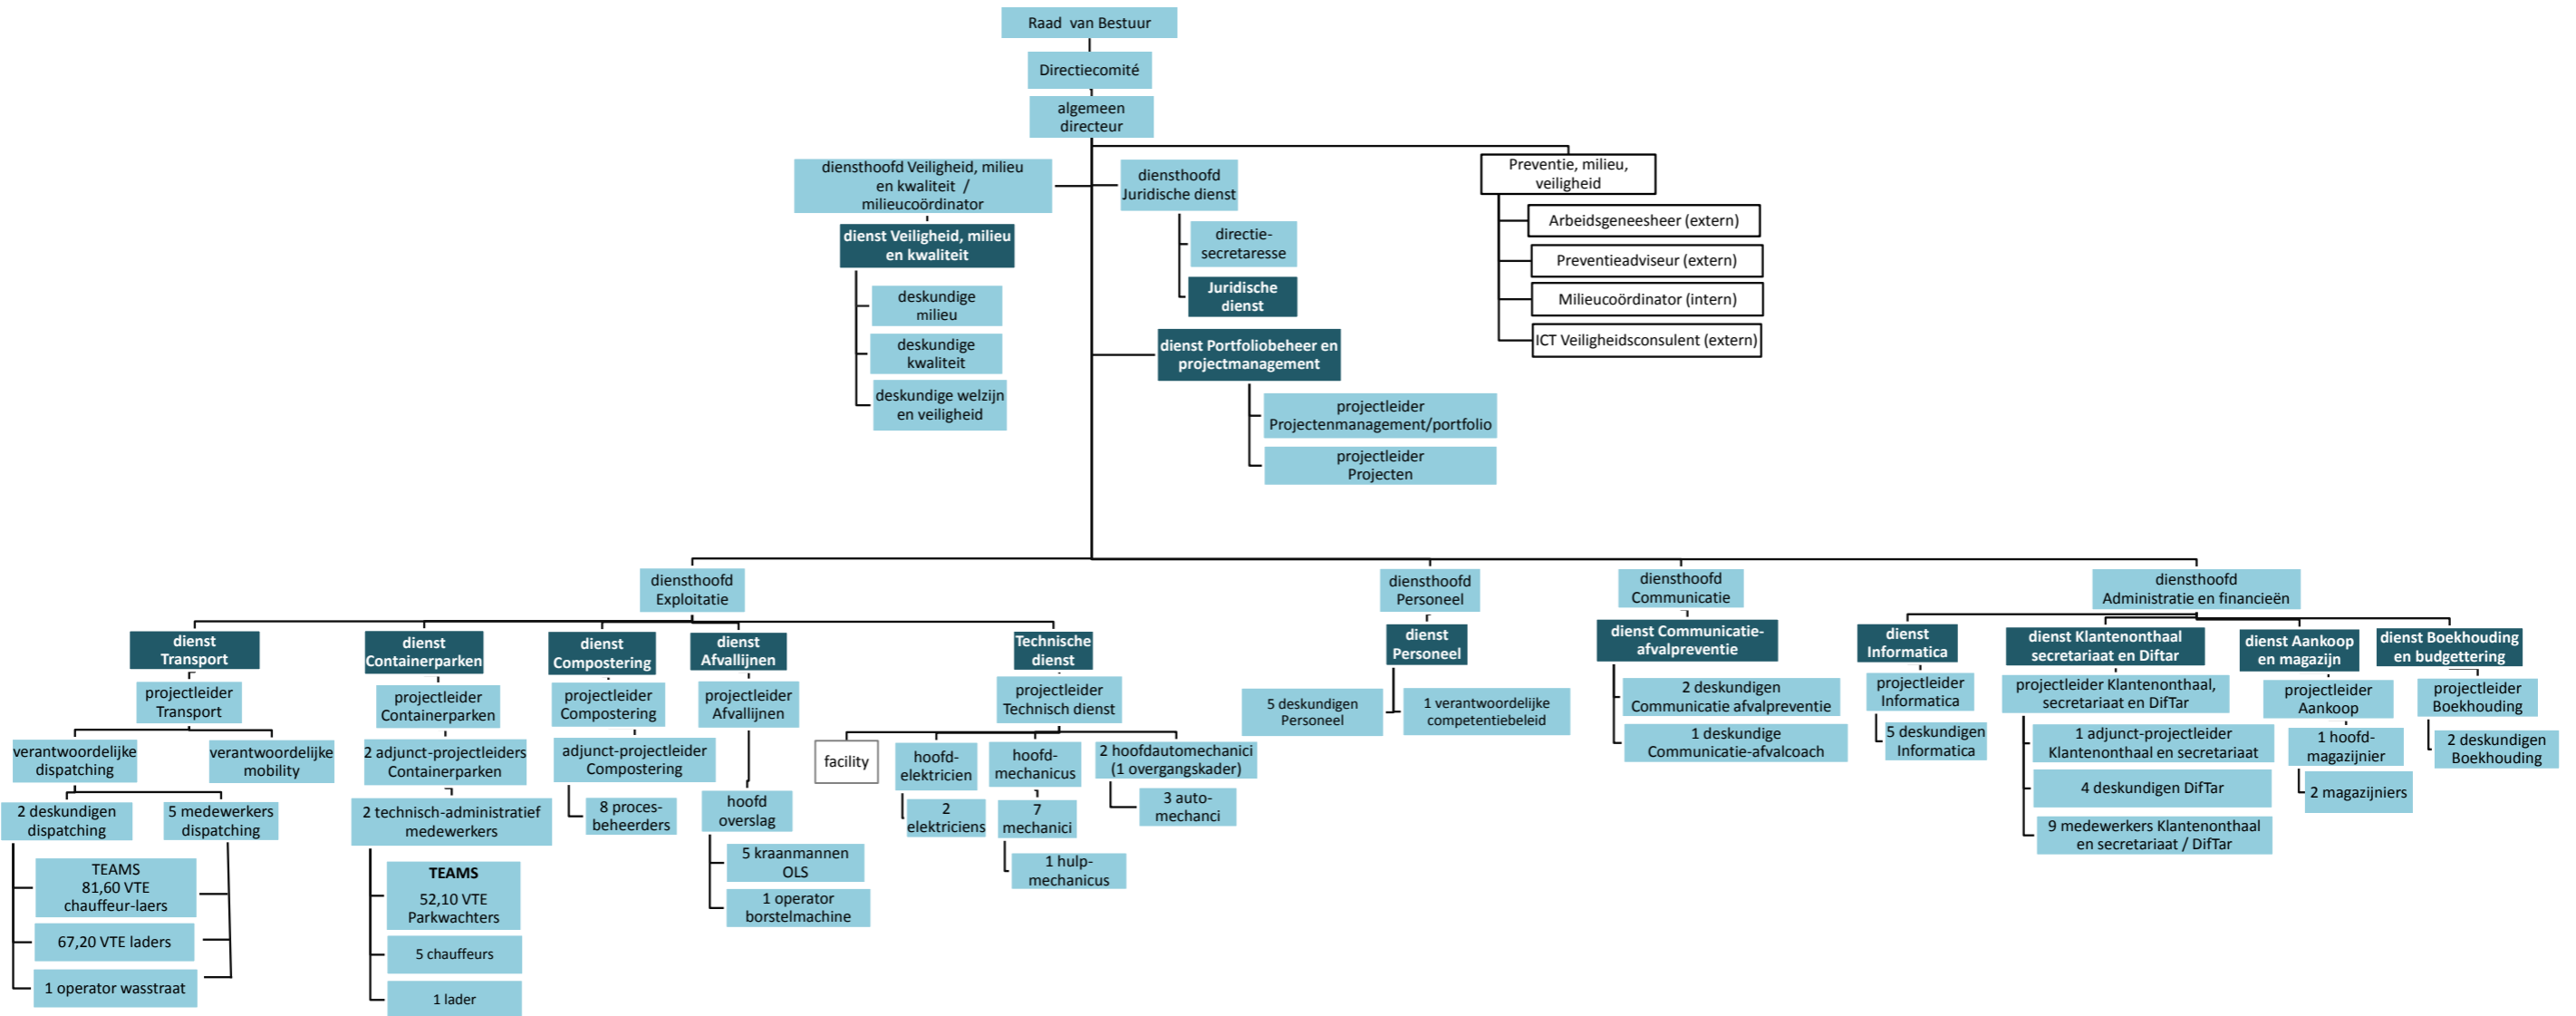 Raad van Bestuur
Directiecomité
algemeen
directeur
diensthoofd Veiligheid, milieu
en kwaliteit /
milieucoördinator
dienst Veiligheid, milieu
en kwaliteit
deskundige
milieu
deskundige
kwaliteit
deskundige welzijn
en veiligheid
diensthoofd
Juridische dienst
directie-
secretaresse
Juridische
dienst
dienst Portfoliobeheer en
projectmanagement
projectleider
Projectenmanagement/portfolio
projectleider
Projecten
Preventie, milieu,
veiligheid
Arbeidsgeneesheer (extern)
Preventieadviseur (extern)
Milieucoördinator (intern)
ICT Veiligheidsconsulent (extern)
diensthoofd
Exploitatie
dienst
Transport
projectleider
Transport
verantwoordelijke
dispatching
verantwoordelijke
mobility
2 deskundigen
dispatching
5 medewerkers
dispatching
TEAMS
81,60 VTE
chauffeur-laers
67,20 VTE laders
1 operator wasstraat
dienst
Containerparken
projectleider
Containerparken
2 adjunct-projectleiders
Containerparken
2 technisch-administratief
medewerkers
TEAMS
52,10 VTE
Parkwachters
5 chauffeurs
1 lader
dienst
Compostering
projectleider
Compostering
adjunct-projectleider
Compostering
8 proces-
beheerders
dienst
Afvallijnen
projectleider
Afvallijnen
hoofd
overslag
5 kraanmannen
OLS
1 operator
borstelmachine
Technische
dienst
projectleider
Technisch dienst
facility
hoofd-
elektricien
2
elektriciens
hoofd-
mechanicus
7
mechanici
1 hulp-
mechanicus
2 hoofdautomechanici
(1 overgangskader)
3 auto-
mechanci
diensthoofd
Personeel
dienst
Personeel
5 deskundigen
Personeel
1 verantwoordelijke
competentiebeleid
diensthoofd
Communicatie
dienst Communicatie-
afvalpreventie
2 deskundigen
Communicatie afvalpreventie
1 deskundige
Communicatie-afvalcoach
diensthoofd
Administratie en financieën
dienst
Informatica
projectleider
Informatica
5 deskundigen
Informatica
dienst Klantenonthaal
secretariaat en Diftar
projectleider Klantenonthaal,
secretariaat en DifTar
1 adjunct-projectleider
Klantenonthaal en secretariaat
4 deskundigen DifTar
9 medewerkers Klantenonthaal
en secretariaat / DifTar
dienst Aankoop
en magazijn
projectleider
Aankoop
1 hoofd-
magazijnier
2 magazijniers
dienst Boekhouding
en budgettering
projectleider
Boekhouding
2 deskundigen
Boekhouding